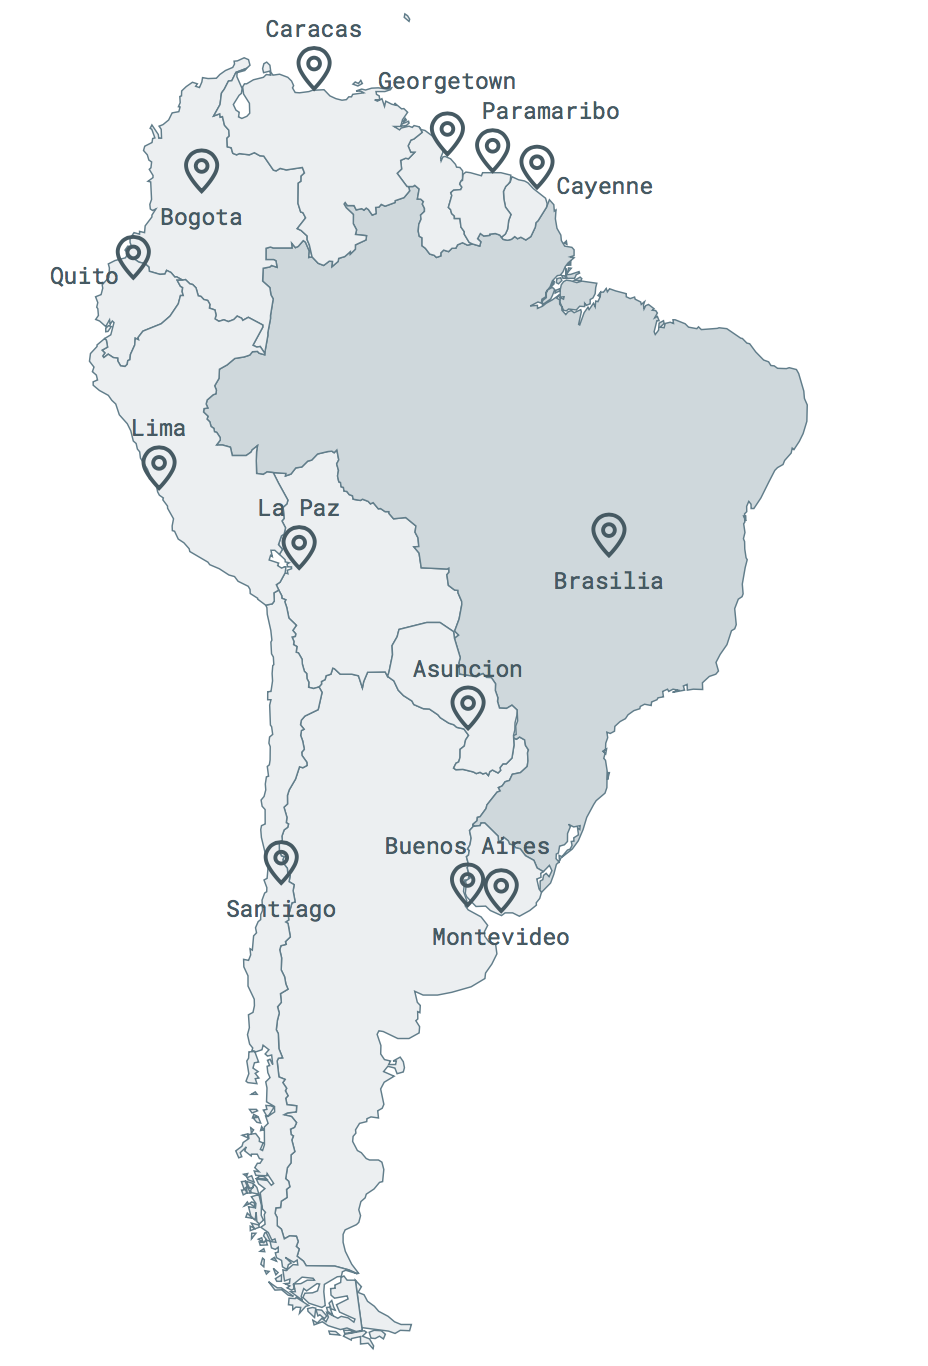 Caracas
Georgetown
Paramaribo
Cayenne
Bogota
Quito
Lima
La Paz
Brasilia
Asuncion
Buenos Aires
Santiago
Montevideo